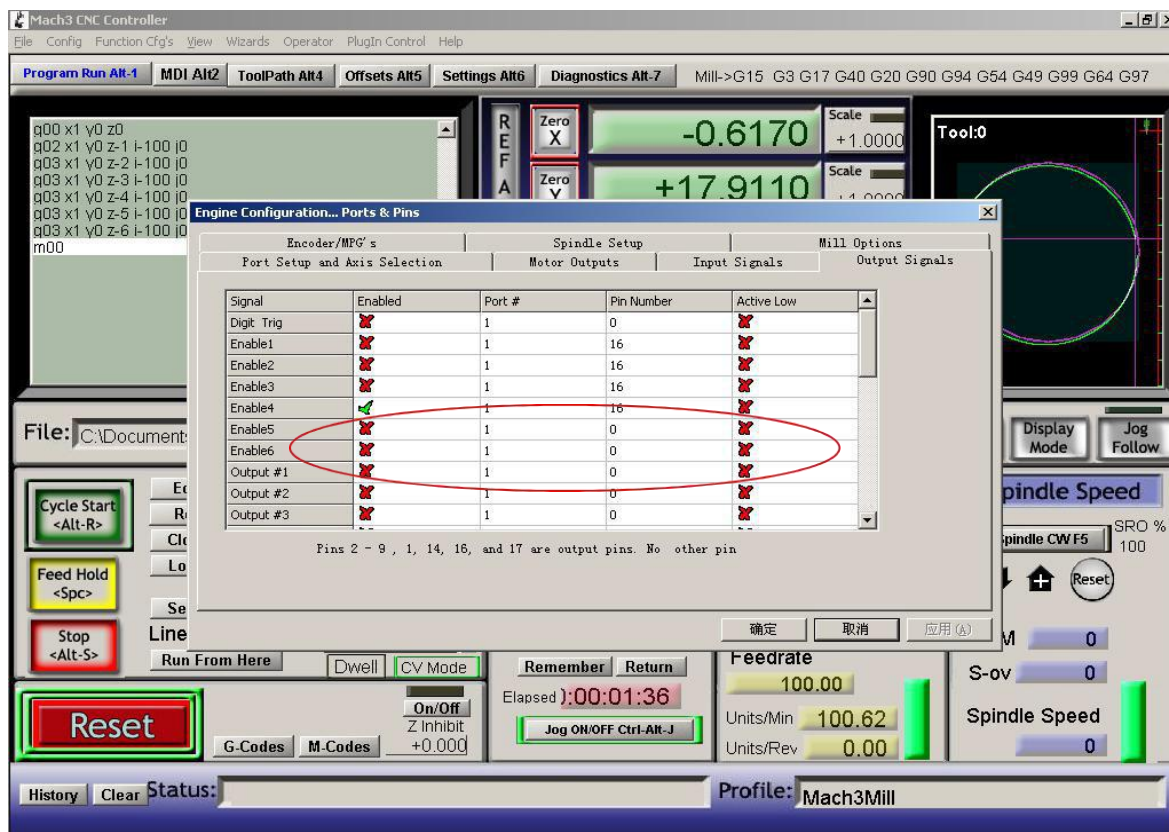 Mach3 CNC Controller
File Config Function Cfg's View Wizards Operator PlugIn Control Help
Program Run Alt-1 MDI Alt2 ToolPath Alt4 Offsets Alt5 Settings Alt6 Diagnostics Alt-7 Mill->G15 G3 G17 G40 G20 G90 G94 G54 G49 G99 G64 G97
g00 x1 y0 z0
g02 x1 y0 z-1 i-100 j0
g03 x1 y0 z-2 i-100 j0
g03 x1 y0 z-3 i-100 j0
g03 x1 y0 z-4 i-100 j0
g03 x1 y0 z-5 i-100 j0
g03 x1 y0 z-6 i-100 j0
m00
R
E
F
A
Zero
X
-0.6170
Scale
+1.0000
Zero
Y
+17.9110
Scale
+1.0000
Tool:0
Engine Configuration... Ports & Pins
Encoder/MPG's Spindle Setup Mill Options
Port Setup and Axis Selection Motor Outputs Input Signals Output Signals
Signal Enabled Port # Pin Number Active Low
Digit Trig 1 0
Enable1 1 16
Enable2 1 16
Enable3 1 16
Enable4 1 16
Enable5 1 0
Enable6 1 0
Output #1 1 0
Output #2 1 0
Output #3 1 0
Pins 2 - 9 , 1, 14, 16, and 17 are output pins. No other pin
确定 取消 应用(A)
File: C:\Document
Display
Mode
Jog
Follow
Cycle Start
<Alt-R>
Feed Hold
<Spc>
Stop
<Alt-S>
Line
Run From Here
Dwell CV Mode
Spindle Speed
Spindle CW F5
SRO %
100
Reset
0
S-ov 0
Spindle Speed
0
Remember Return
Elapsed ):00:01:36
Jog ON/OFF Ctrl-Alt-J
Feedrate
100.00
Units/Min 100.62
Units/Rev 0.00
Reset
G-Codes M-Codes
On/Off
Z Inhibit
+0.000
History Clear Status:
Profile: Mach3Mill